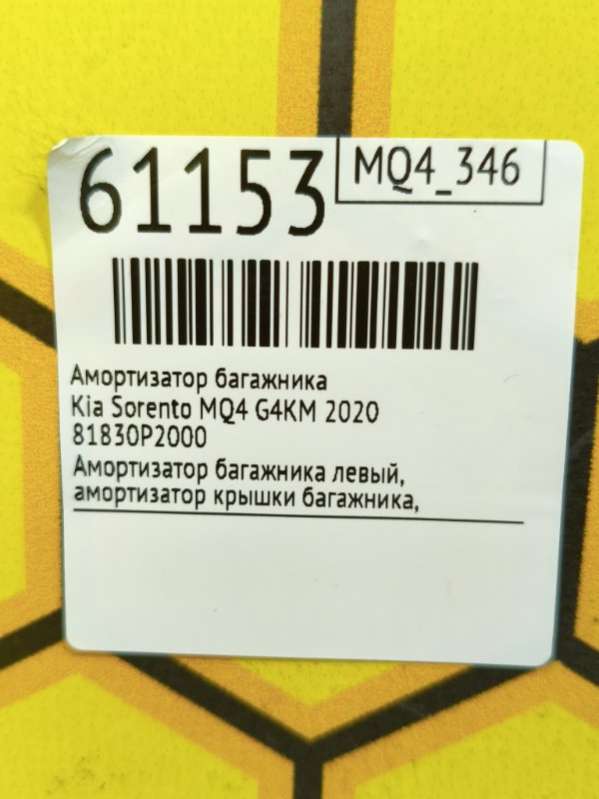 61153
MQ4_346
Амортизатор багажника
Kia Sorento MQ4 G4KM 2020
81830P2000
Амортизатор багажника левый,
амортизатор крышки багажника,